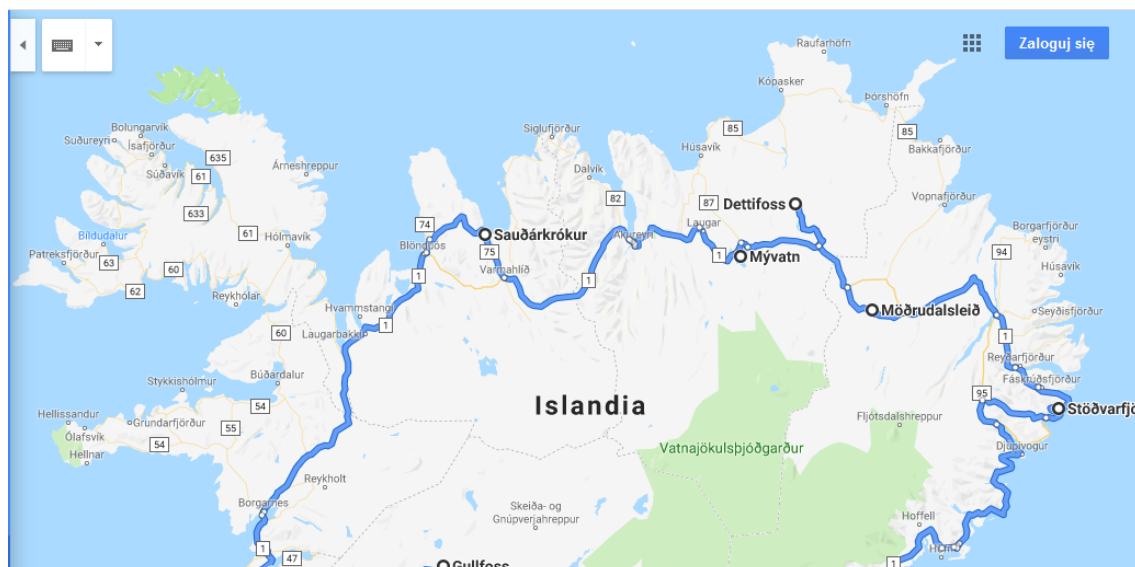 Zaloguj się
Raufarhöfn
Kópasker
Þórshöfn
Siglufjörður
85
85
Húsavík
Bakkafjörður
Bolungarvík
Suðureyri
Ísafjörður
635
Súðavík
61
Árneshreppur
Dalvík
82
87
Dettifoss
Vopnafjörður
633
74
Laugar
Akureyri
Sauðárkrókur
61
Hólmavík
Blönduós
75
1
Mývatn
Borgarfjörður
eystri
94
Bíldudalur
Patreksfjörður
63
60
Varmahlíð
1
1
Húsavík
62
Reykhólar
Hvammstangi
1
Möðrudalsleið
Seyðisfjörður
60
Laugarbakki
1
Reyðarfjörður
Búðardalur
Stykkishólmur
Fáskrúðsfjörður
95
54
Islandia
Stöðvarfj
Hellissandur
Grundarfjörður
55
Fljótsdalshreppur
Ólafsvík
54
Hellnar
Vatnajökulsþjóðgarður
Djúpivogur
Reykholt
Borgarnes
Skeiða- og
Gnúpverjahreppur
Hoffell
1
47
Höfn
Gullfoss
1